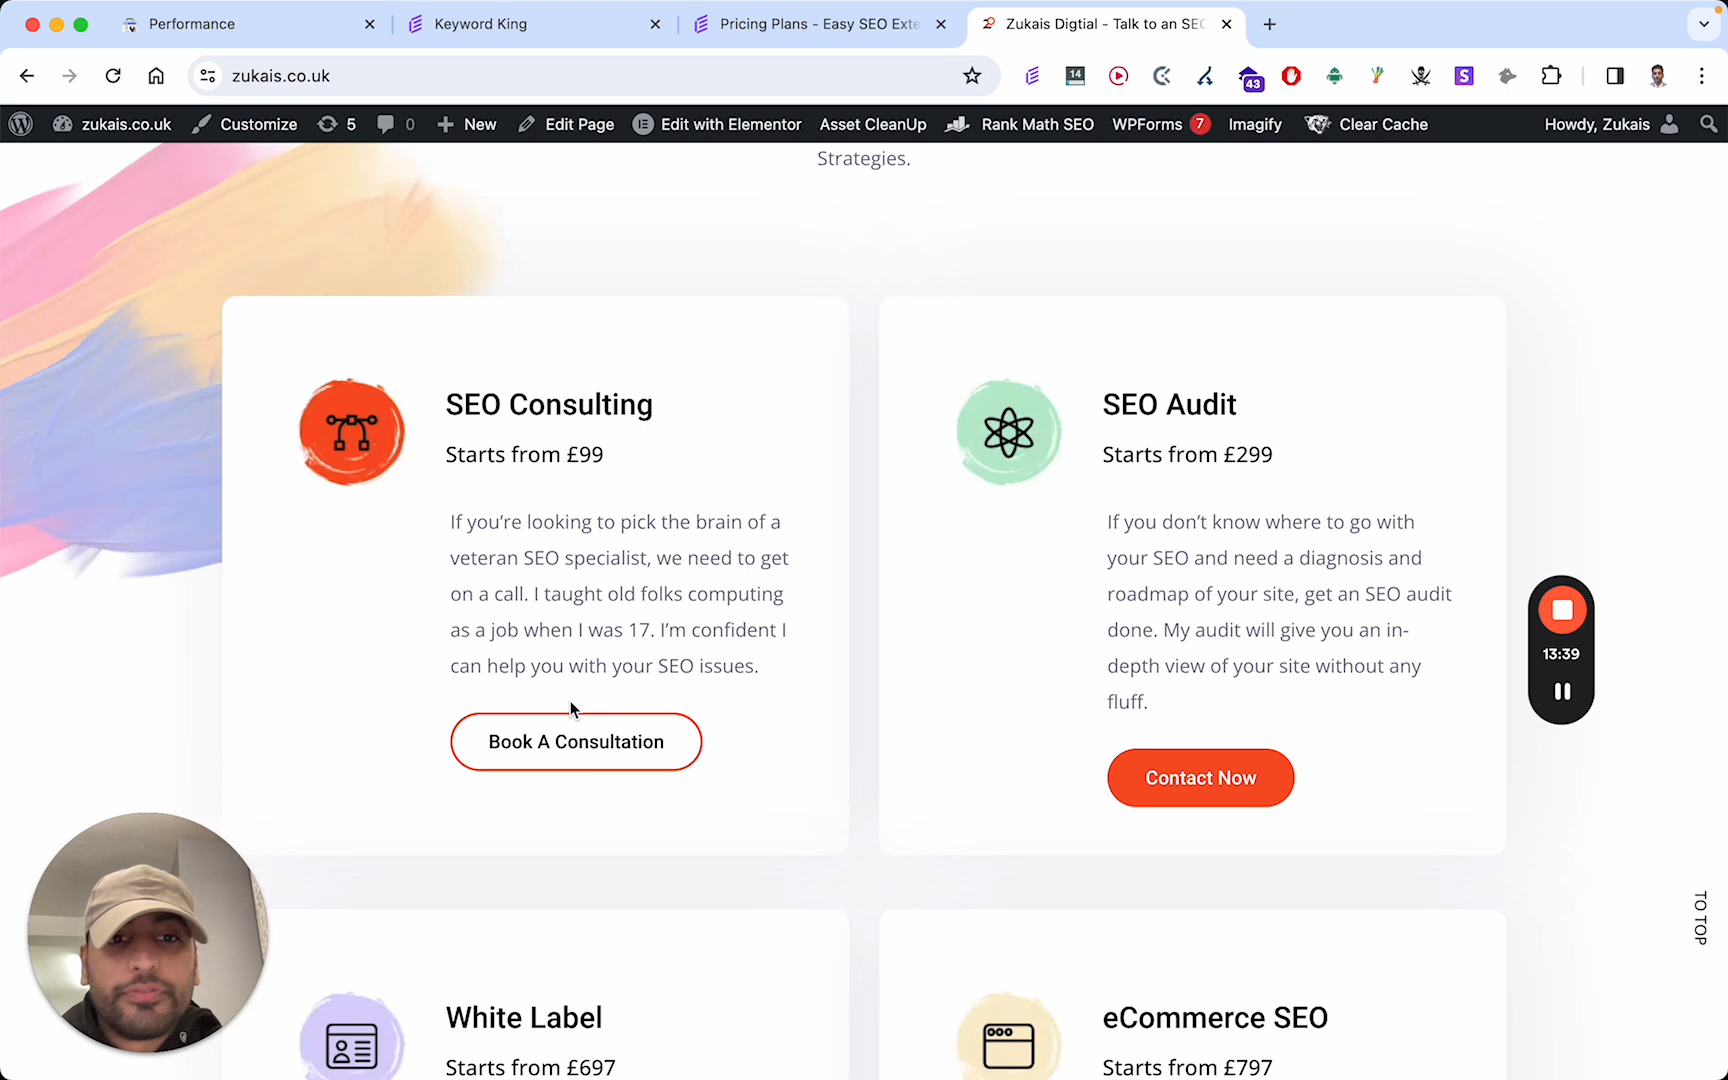 Performance
Keyword King
Pricing Plans - Easy SEO Exte
Zukais Digtial - Talk to an SEC
zukais.co.uk
14
43
S
zukais.co.uk
Customize
5
0
New
Edit Page
Edit with Elementor
Asset CleanUp
Rank Math SEO
WPForms 7
Imagify
Clear Cache
Howdy, Zukais
Strategies.
SEO Consulting
Starts from £99
If you’re looking to pick the brain of a
veteran SEO specialist, we need to get
on a call. I taught old folks computing
as a job when I was 17. I’m confident I
can help you with your SEO issues.
Book A Consultation
SEO Audit
Starts from £299
If you don’t know where to go with
your SEO and need a diagnosis and
roadmap of your site, get an SEO audit
done. My audit will give you an in-
depth view of your site without any
fluff.
Contact Now
13:39
TO TOP
White Label
Starts from £697
eCommerce SEO
Starts from £797